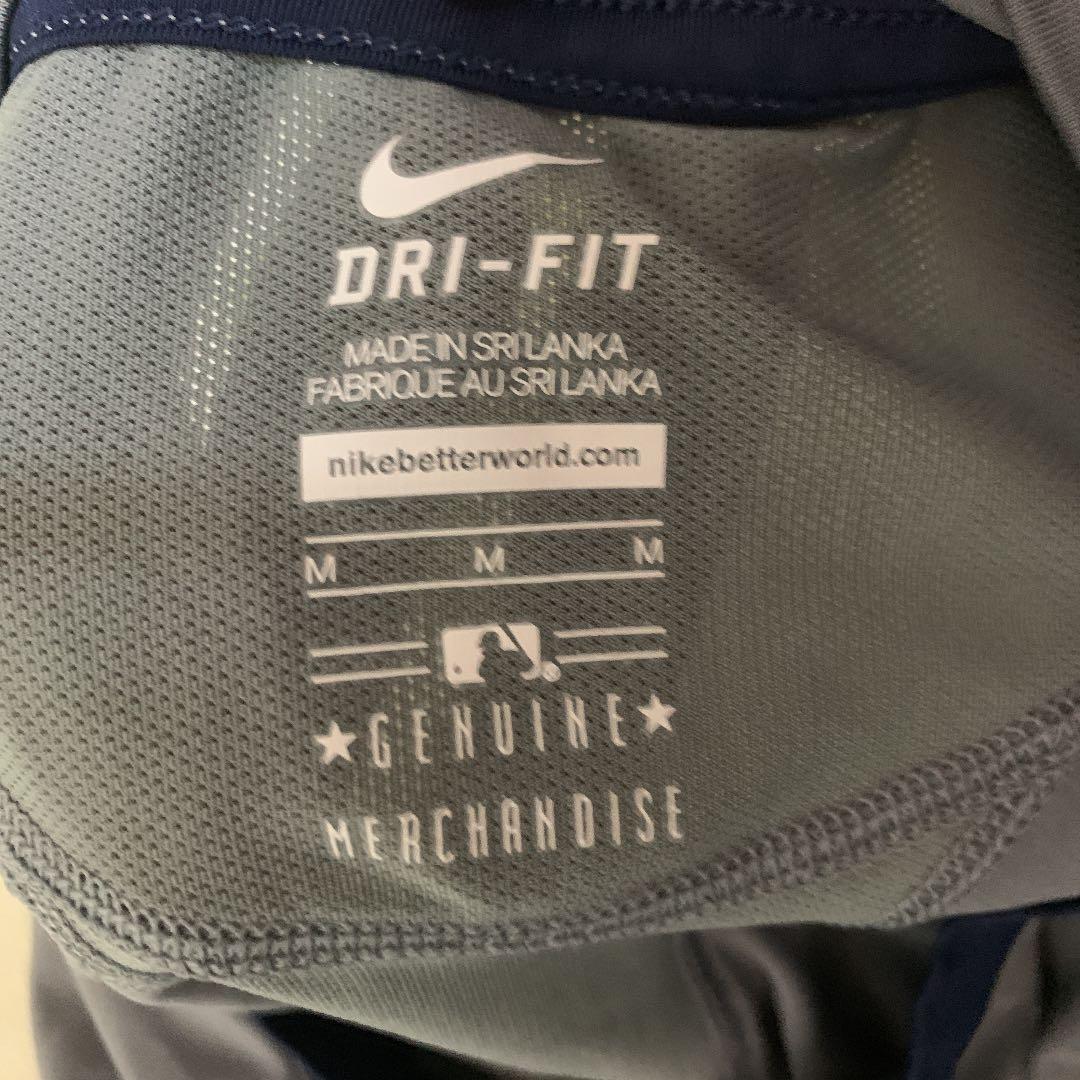 DRI-FIT
MADE IN SRI LANKA
FABRIQUE AU SRI LANKA
nikebetterworld.com
M M M
GENUINE
MERCHANDISE